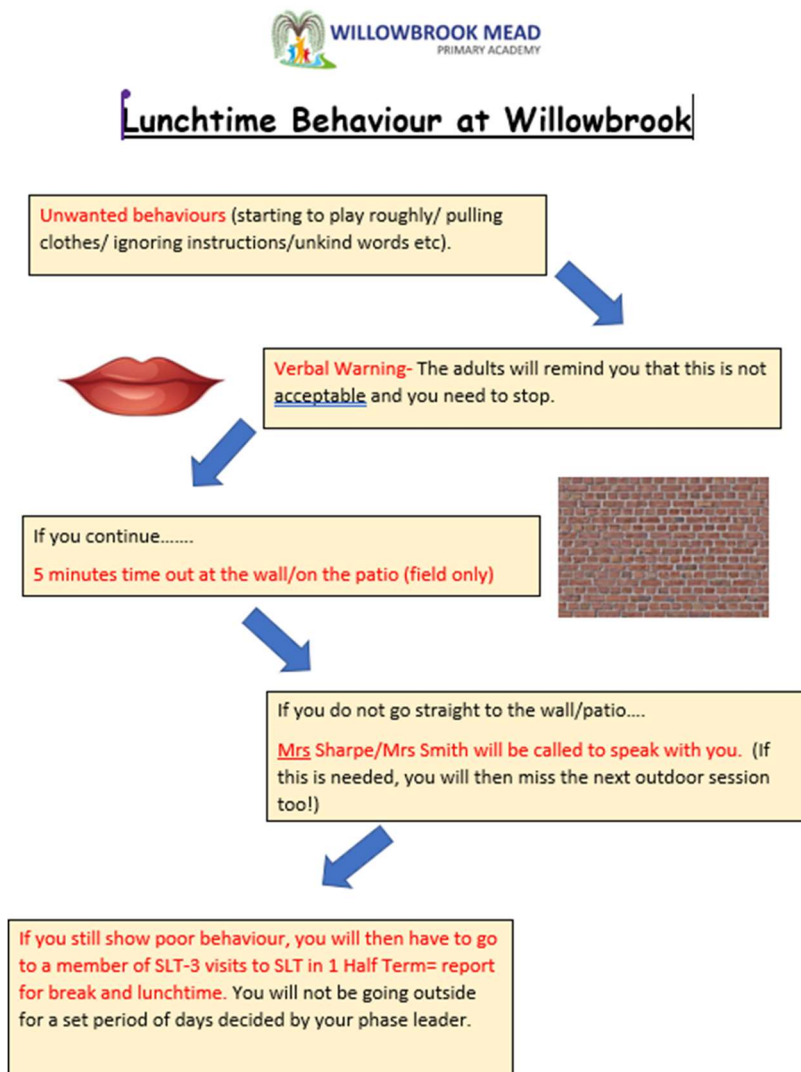 WILLOWBROOK MEAD
PRIMARY ACADEMY
Lunchtime Behaviour at Willowbrook
Unwanted behaviours (starting to play roughly/ pulling
clothes/ ignoring instructions/unkind words etc).
Verbal Warning- The adults will remind you that this is not
acceptable and you need to stop.
If you continue.......
5 minutes time out at the wall/on the patio (field only)
If you do not go straight to the wall/patio....
Mrs Sharpe/Mrs Smith will be called to speak with you.  (If
this is needed, you will then miss the next outdoor session
too!)
If you still show poor behaviour, you will then have to go
to a member of SLT-3 visits to SLT in 1 Half Term= report
for break and lunchtime. You will not be going outside
for a set period of days decided by your phase leader.